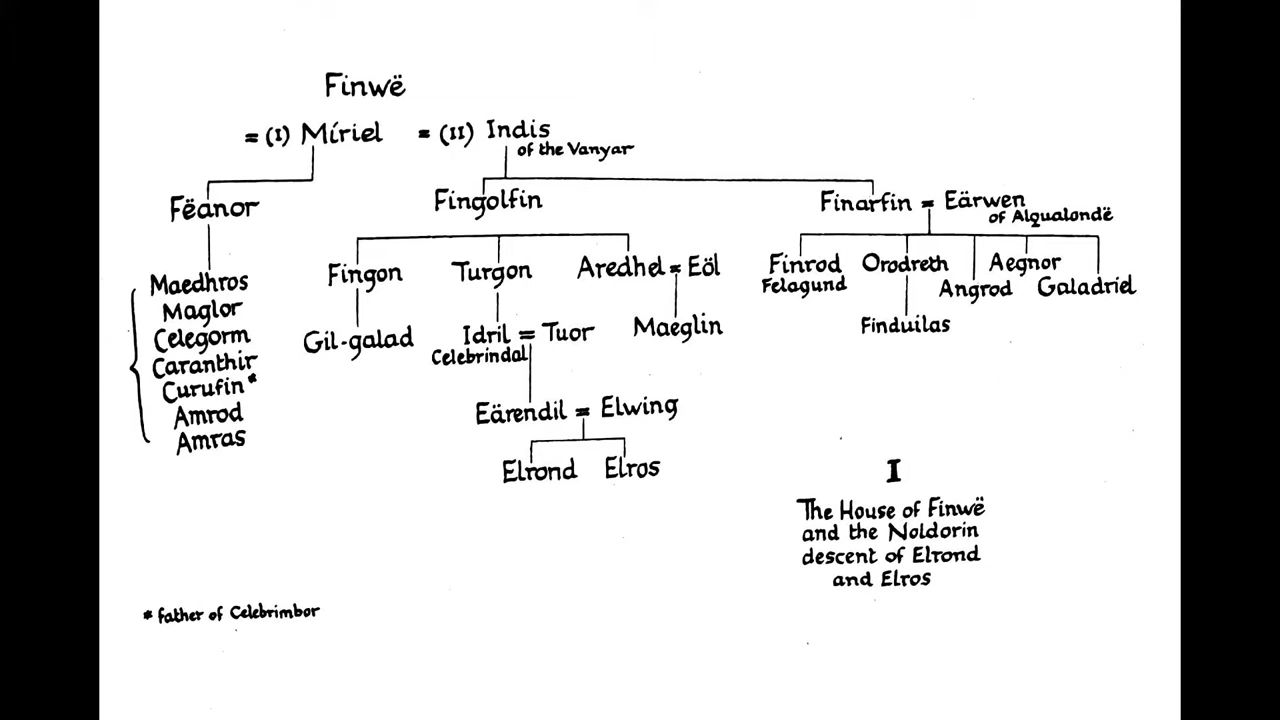 Finwë
= (I) Míriel = (II) Indis
of the Vanyar
Fëanor Fingolfin Finarfin = Eärwen
of Alqualondë
Maedhros
Maglor
Celegorm
Caranthir
Curufin*
Amrod
Amras
Fingon Turgon Aredhel = Eöl
Gil-galad Idril = Tuor Maeglin
Celebrindal
Eärendil = Elwing
Elrond Elros
Finrod Orodreth Aegnor
Felagund Angrod Galadriel
Finduilas
I
The House of Finwë
and the Noldorin
descent of Elrond
and Elros
* father of Celebrimbor